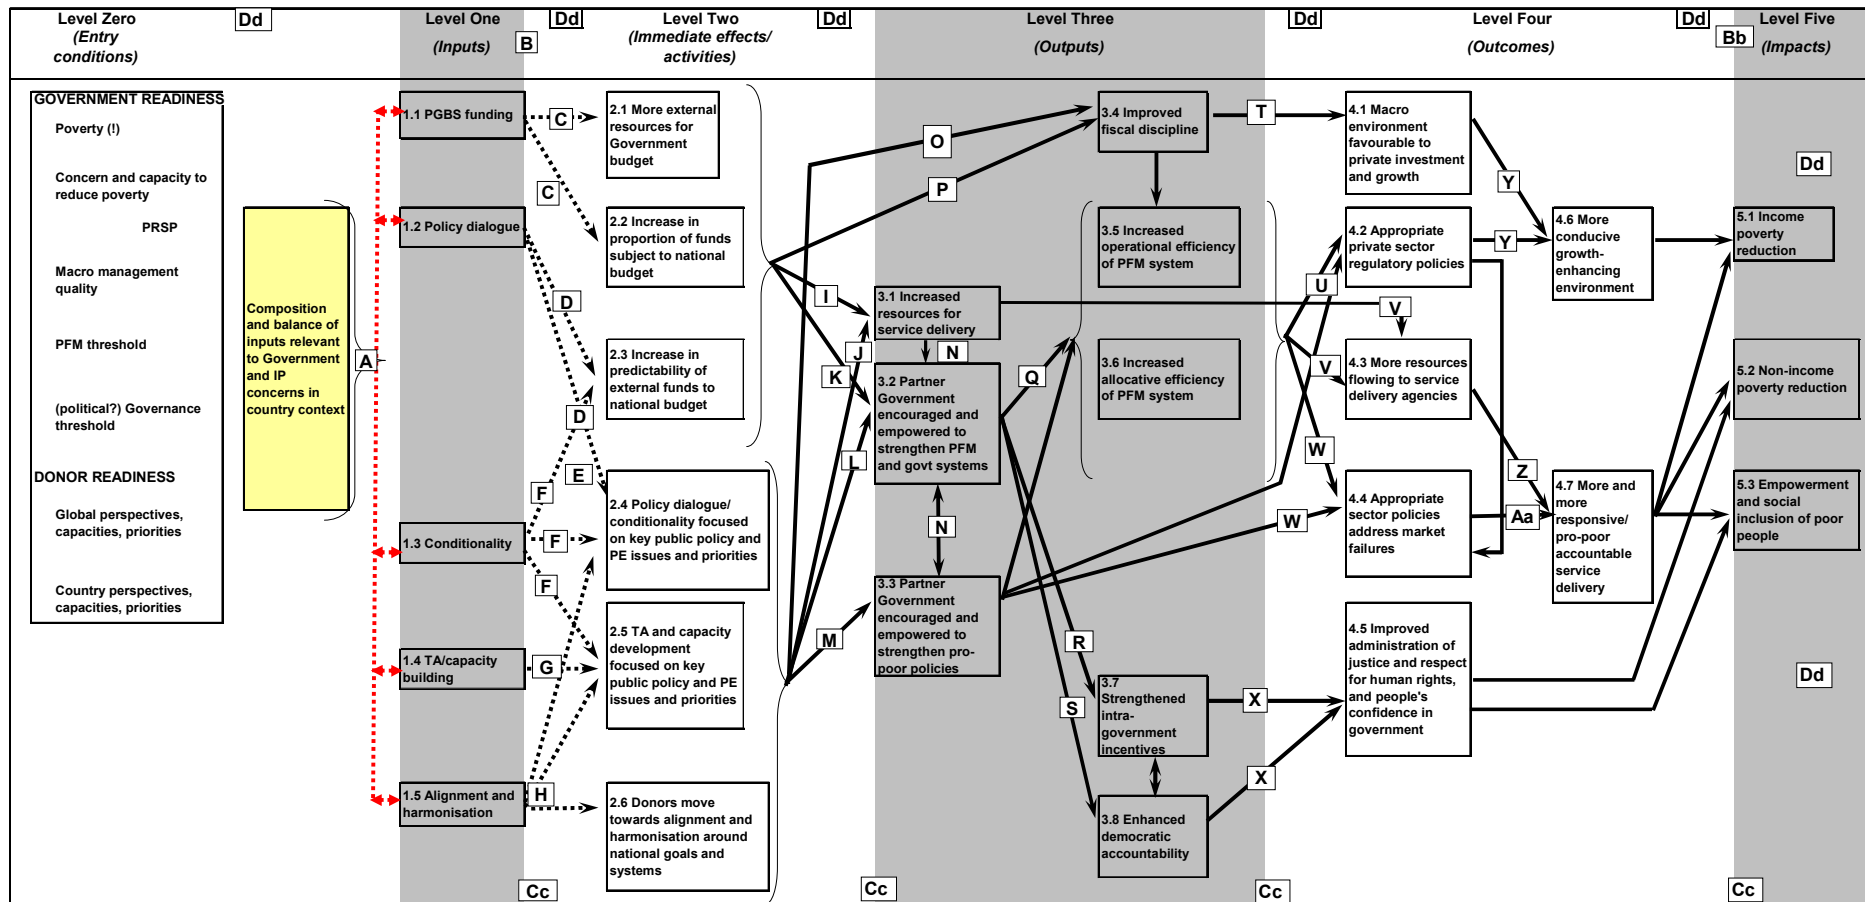 Level Zero
(Entry
conditions)
Dd
Level One
(Inputs)
B
Dd
Level Two
(Immediate effects/
activities)
Dd
Level Three
(Outputs)
Dd
Level Four
(Outcomes)
Dd
Bb
Level Five
(Impacts)
GOVERNMENT READINESS
Poverty (!)
Concern and capacity to
reduce poverty
PRSP
Macro management
quality
PFM threshold
(political?) Governance
threshold
DONOR READINESS
Global perspectives,
capacities, priorities
Country perspectives,
capacities, priorities
Composition
and balance of
inputs relevant
to Government
and IP
concerns in
country context
A
1.1 PGBS funding
1.2 Policy dialogue
1.3 Conditionality
1.4 TA/capacity
building
1.5 Alignment and
harmonisation
C
C
D
D
E
F
F
F
G
H
Cc
2.1 More external
resources for
Government
budget
2.2 Increase in
proportion of funds
subject to national
budget
2.3 Increase in
predictability of
external funds to
national budget
2.4 Policy dialogue/
conditionality focused
on key public policy and
PE issues and priorities
2.5 TA and capacity
development
focused on key
public policy and PE
issues and priorities
2.6 Donors move
towards alignment and
harmonisation around
national goals and
systems
O
P
I
J
K
L
M
Cc
3.1 Increased
resources for
service delivery
N
3.2 Partner
Government
encouraged and
empowered to
strengthen PFM
and govt systems
N
3.3 Partner
Government
encouraged and
empowered to
strengthen pro-
poor policies
Q
R
S
3.4 Improved
fiscal discipline
3.5 Increased
operational efficiency
of PFM system
3.6 Increased
allocative efficiency
of PFM system
3.7
Strengthened
intra-
government
incentives
3.8 Enhanced
democratic
accountability
T
U
V
V
W
W
X
X
Cc
4.1 Macro
environment
favourable to
private investment
and growth
4.2 Appropriate
private sector
regulatory policies
4.3 More resources
flowing to service
delivery agencies
4.4 Appropriate
sector policies
address market
failures
4.5 Improved
administration of
justice and respect
for human rights,
and people's
confidence in
government
Y
Y
Z
Aa
4.6 More
conducive
growth-
enhancing
environment
4.7 More and
more
responsive/
pro-poor
accountable
service
delivery
Dd
5.1 Income
poverty
reduction
5.2 Non-income
poverty reduction
5.3 Empowerment
and social
inclusion of poor
people
Dd
Cc